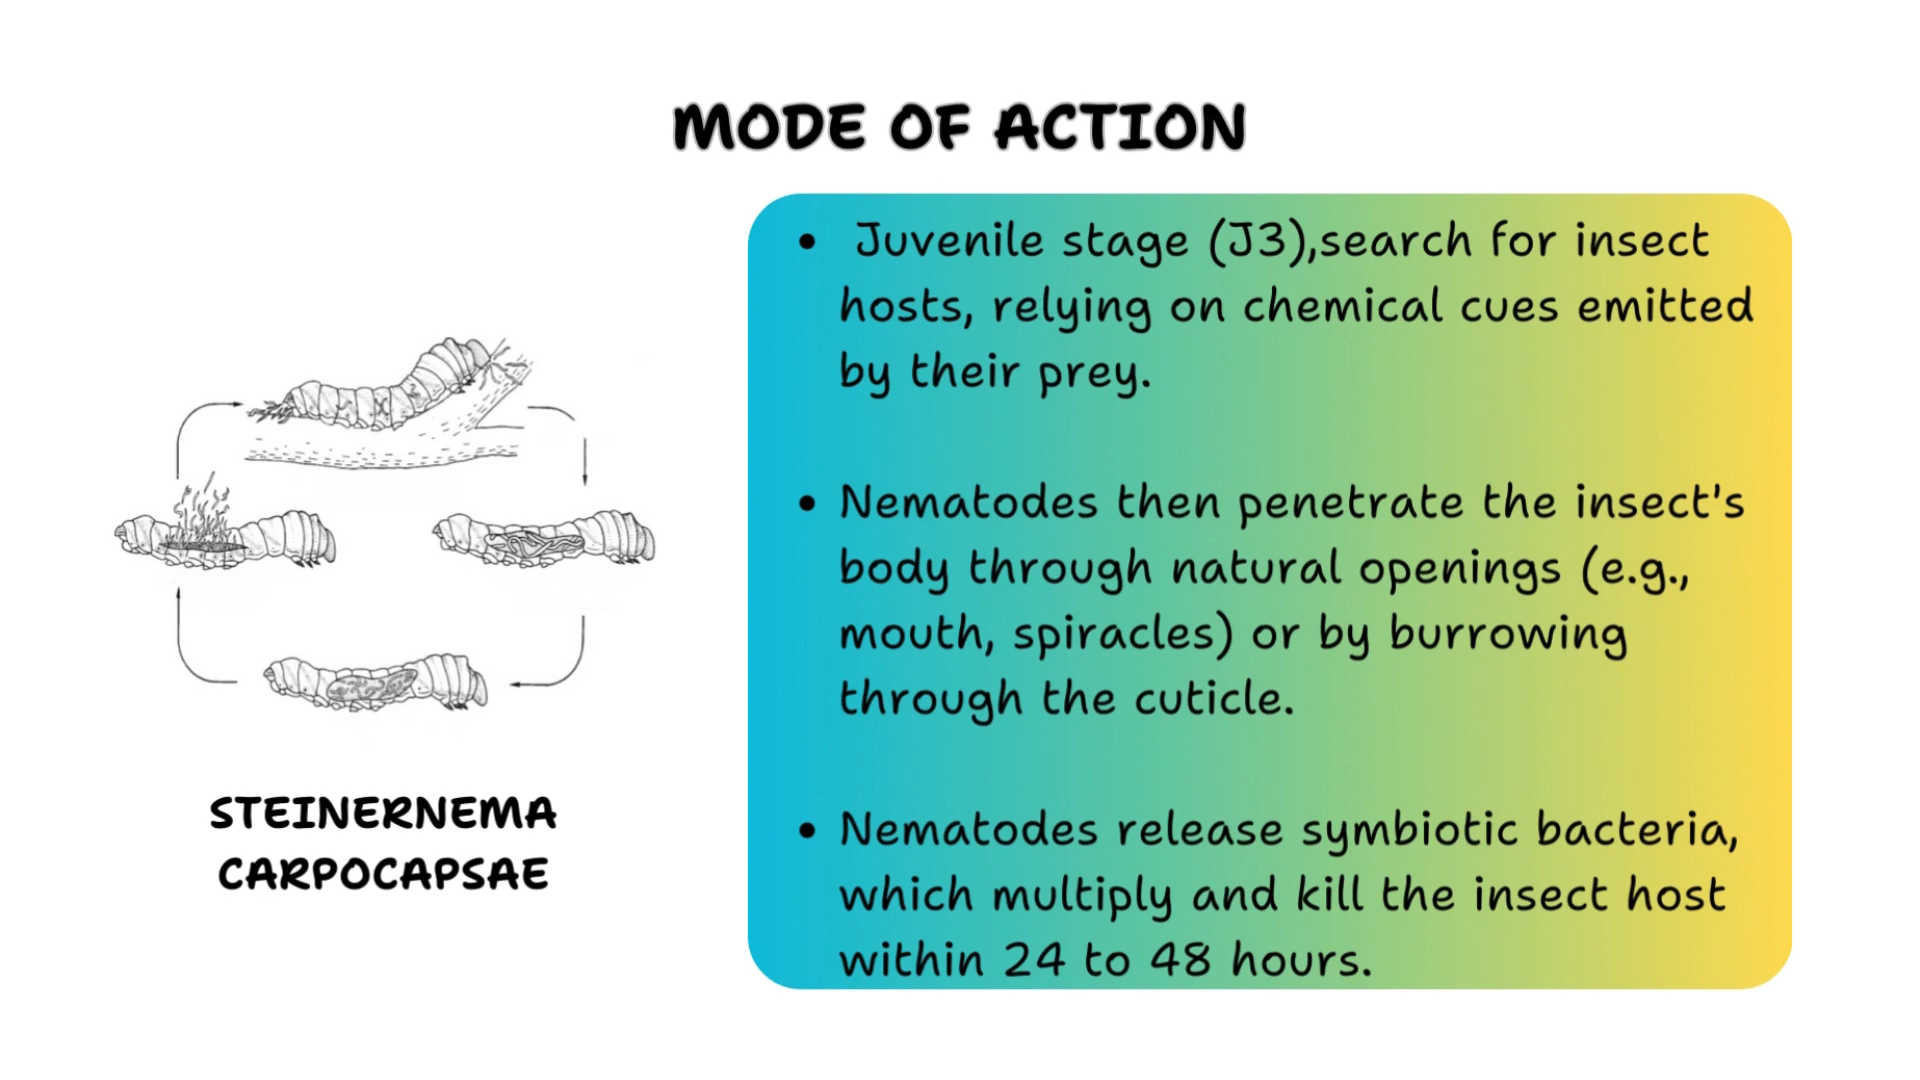 MODE OF ACTION
• Juvenile stage (J3),search for insect
hosts, relying on chemical cues emitted
by their prey.
• Nematodes then penetrate the insect's
body through natural openings (e.g.,
mouth, spiracles) or by burrowing
through the cuticle.
• Nematodes release symbiotic bacteria,
which multiply and kill the insect host
within 24 to 48 hours.
STEINERNEMA
CARPOCAPSAE